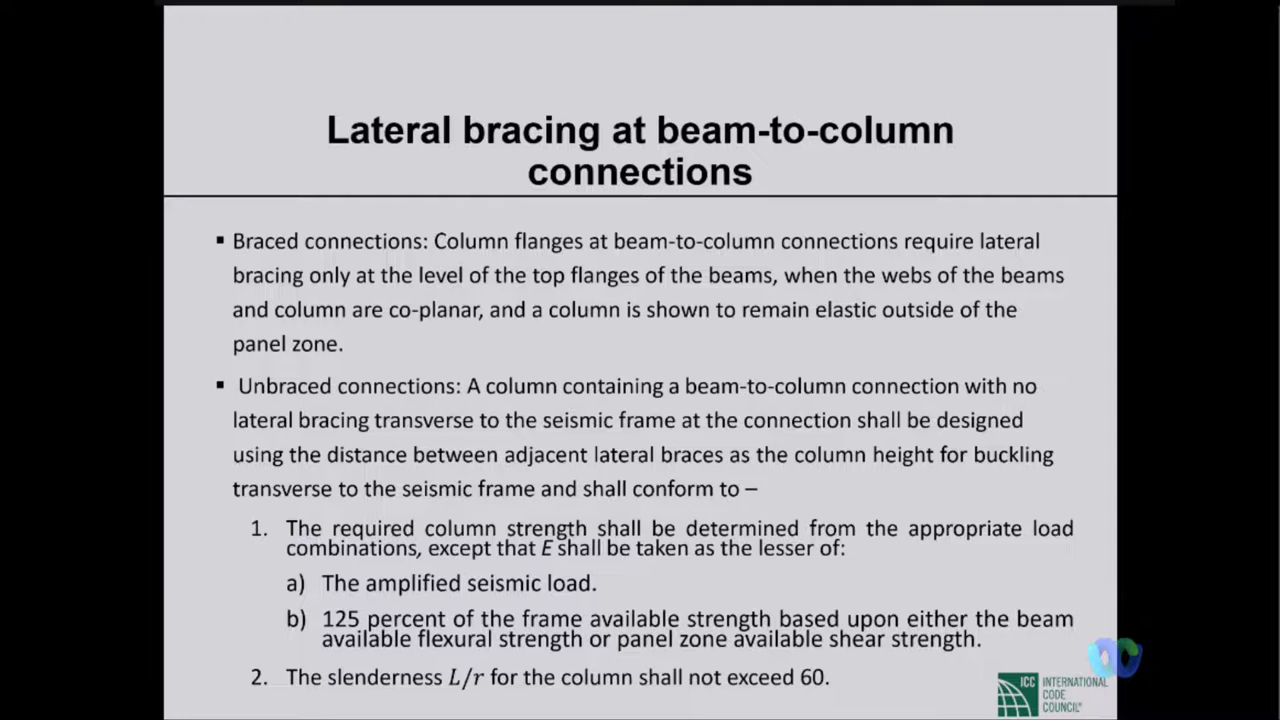 Lateral bracing at beam-to-column
connections
▪ Braced connections: Column flanges at beam-to-column connections require lateral
bracing only at the level of the top flanges of the beams, when the webs of the beams
and column are co-planar, and a column is shown to remain elastic outside of the
panel zone.
▪ Unbraced connections: A column containing a beam-to-column connection with no
lateral bracing transverse to the seismic frame at the connection shall be designed
using the distance between adjacent lateral braces as the column height for buckling
transverse to the seismic frame and shall conform to –
1. The required column strength shall be determined from the appropriate load
combinations, except that E shall be taken as the lesser of:
a) The amplified seismic load.
b) 125 percent of the frame available strength based upon either the beam
available flexural strength or panel zone available shear strength.
2. The slenderness L/r for the column shall not exceed 60.
ICC INTERNATIONAL
CODE
COUNCIL®